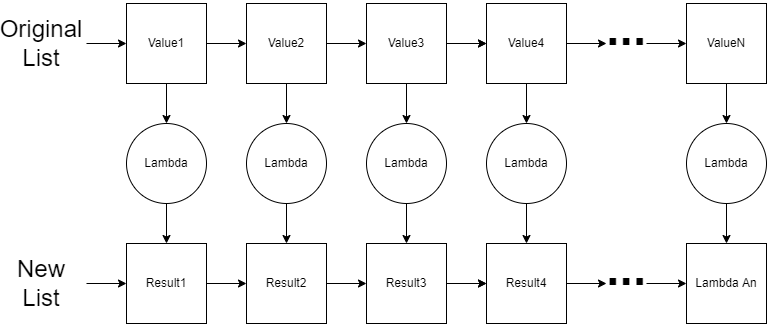 Original
List
Value1
Value2
Value3
Value4
ValueN
Lambda
Lambda
Lambda
Lambda
Lambda
New
List
Result1
Result2
Result3
Result4
Lambda An